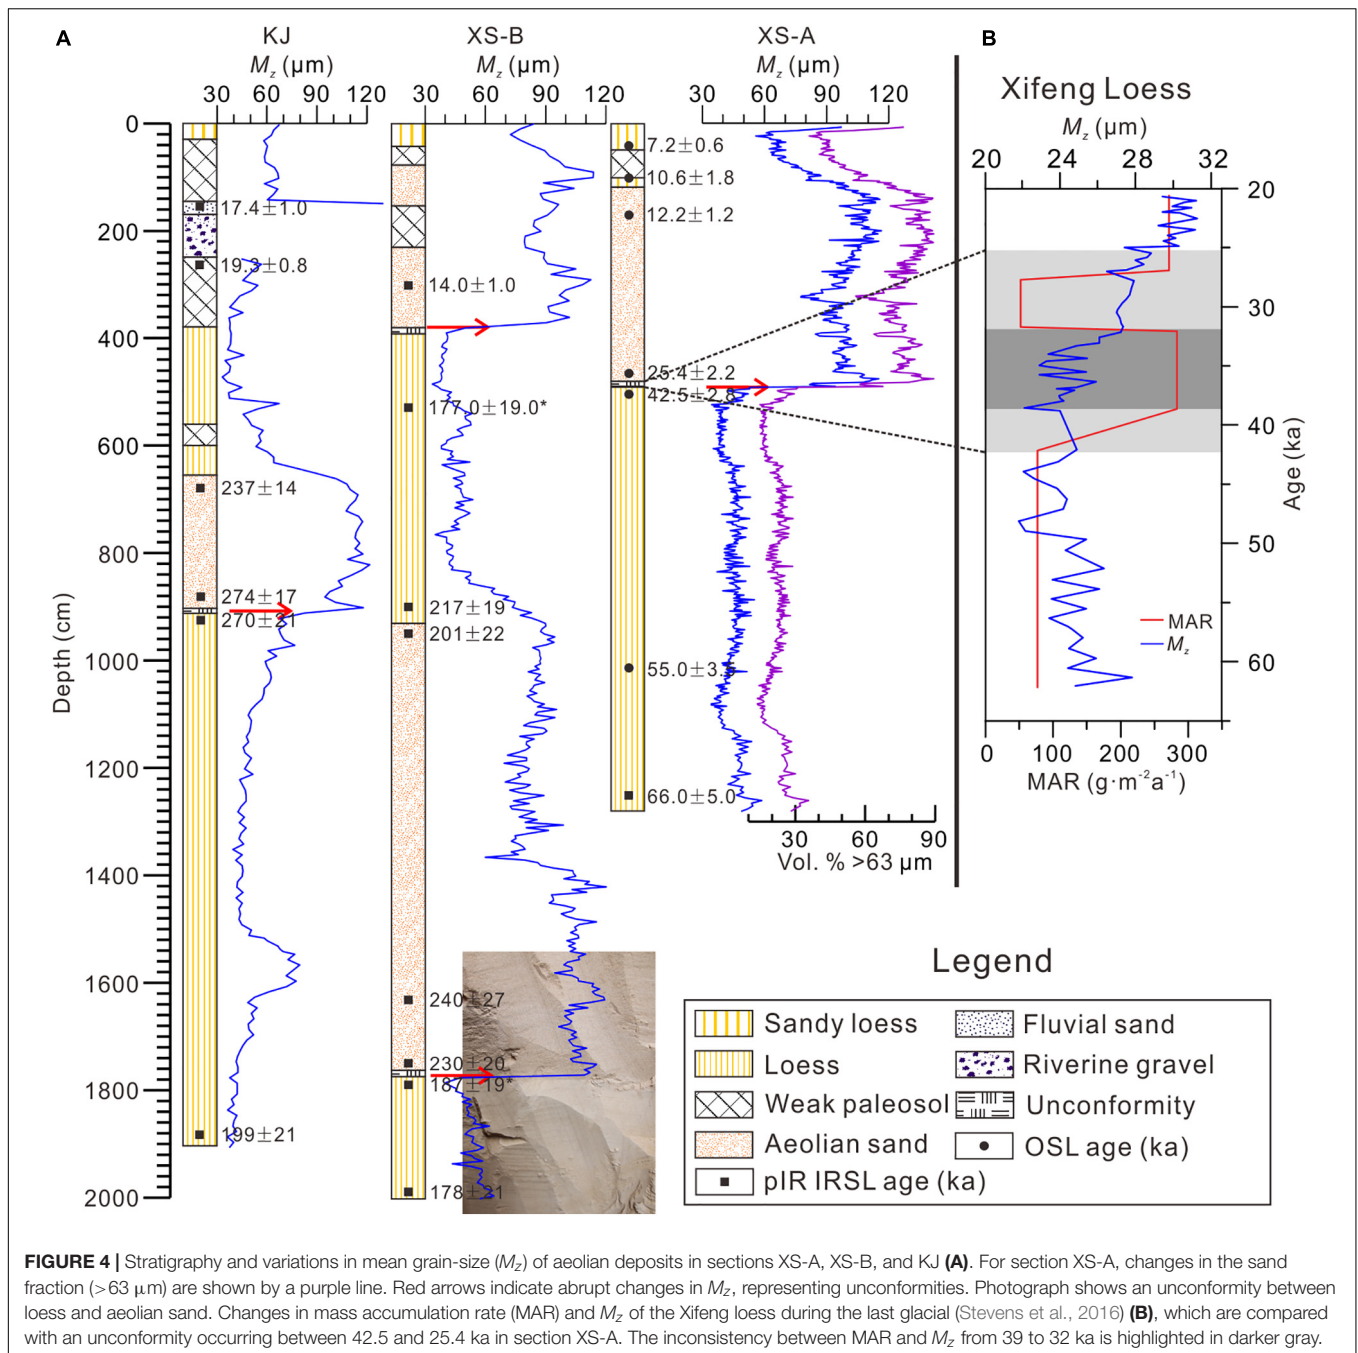 A
KJ
XS-B
XS-A
B
Mz (μm)
Mz (μm)
Mz (μm)
30 60 90 120
30 60 90 120
30 60 90 120
Xifeng Loess
Mz (μm)
20 24 28 32
Depth (cm)
0
200
400
600
800
1000
1200
1400
1600
1800
2000
17.4±1.0
19.3±0.8
237±14
274±17
270±21
199±21
14.0±1.0
177.0±19.0*
217±19
201±22
240±27
230±20
187±19*
178±21
7.2±0.6
10.6±1.8
12.2±1.2
25.4±2.2
42.5±2.8
55.0±3.5
66.0±5.0
30 60 90
Vol. % >63 μm
20
30
40
50
60
Age (ka)
MAR
Mz
0 100 200 300
MAR (g·m⁻²a⁻¹)
Legend
Sandy loess
Fluvial sand
Loess
Riverine gravel
Weak paleosol
Unconformity
Aeolian sand
OSL age (ka)
pIR IRSL age (ka)
FIGURE 4 | Stratigraphy and variations in mean grain-size (Mz) of aeolian deposits in sections XS-A, XS-B, and KJ (A). For section XS-A, changes in the sand
fraction (>63 μm) are shown by a purple line. Red arrows indicate abrupt changes in Mz, representing unconformities. Photograph shows an unconformity between
loess and aeolian sand. Changes in mass accumulation rate (MAR) and Mz of the Xifeng loess during the last glacial (Stevens et al., 2016) (B), which are compared
with an unconformity occurring between 42.5 and 25.4 ka in section XS-A. The inconsistency between MAR and Mz from 39 to 32 ka is highlighted in darker gray.